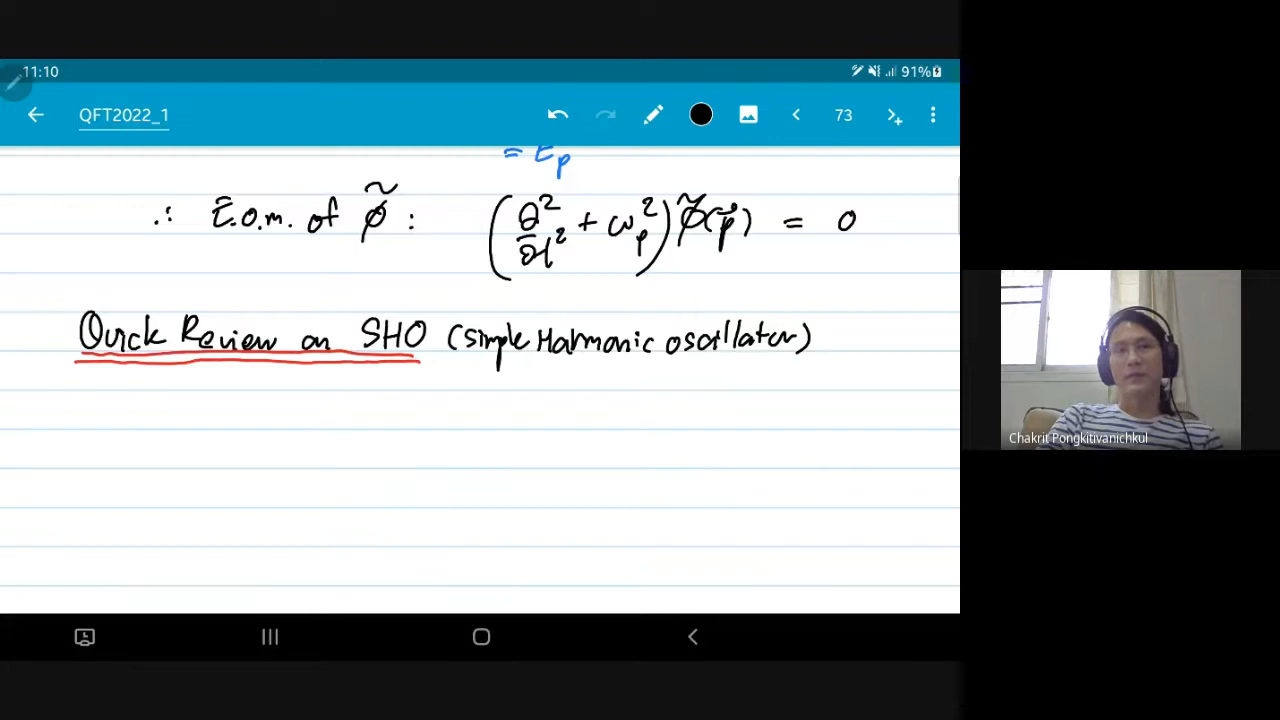 11:10
91%
QFT2022_1
73
= E_p
∴ E.O.m. of φ̃ : (∂²/∂t² + ω_p²) φ̃(p⃗) = 0
Quick Review on SHO (Simple Harmonic oscillator)
Chakrit Pongkitivanichkul